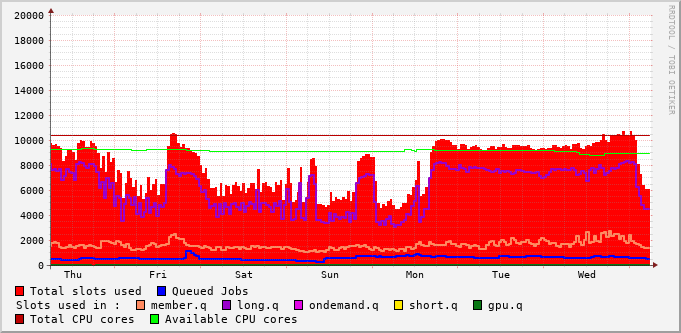 20000
18000
16000
14000
12000
10000
8000
6000
4000
2000
0
Thu Fri Sat Sun Mon Tue Wed
Total slots used Queued Jobs
Slots used in : member.q long.q ondemand.q short.q gpu.q
Total CPU cores Available CPU cores
RRDTOOL / TOBI OETIKER